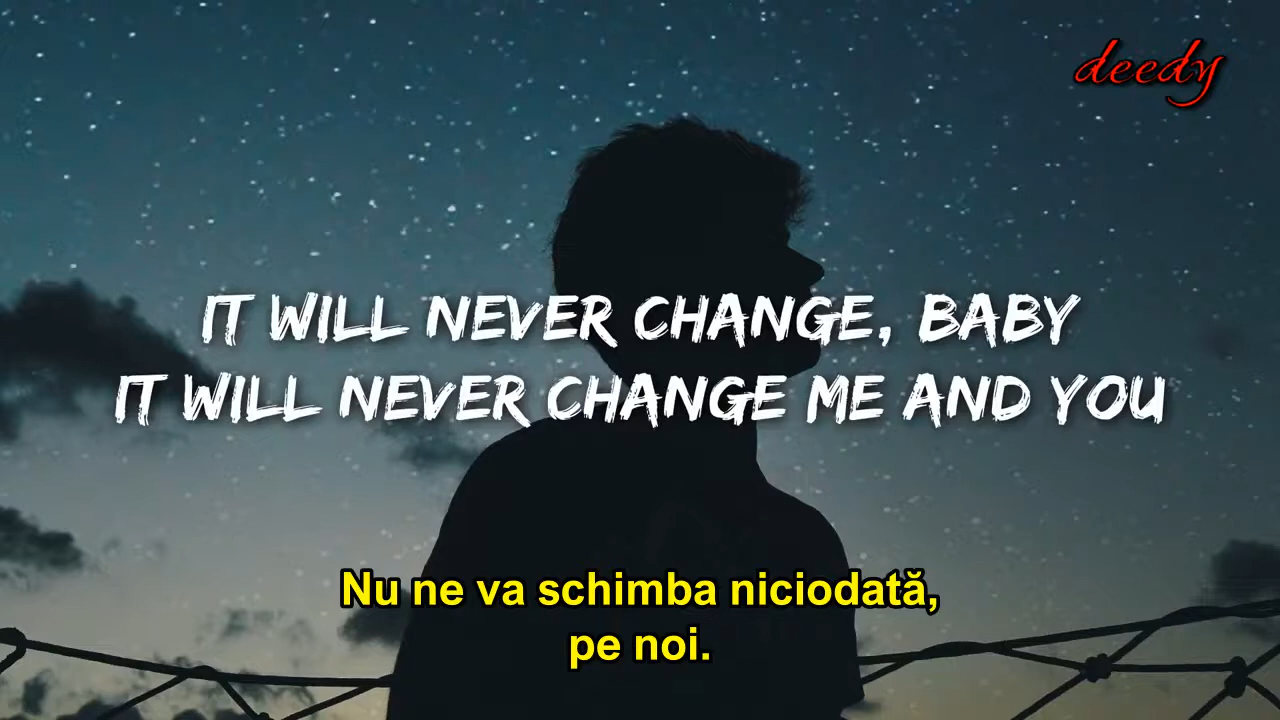 deedy
IT WILL NEVER CHANGE, BABY
IT WILL NEVER CHANGE ME AND YOU
Nu ne va schimba niciodată,
pe noi.